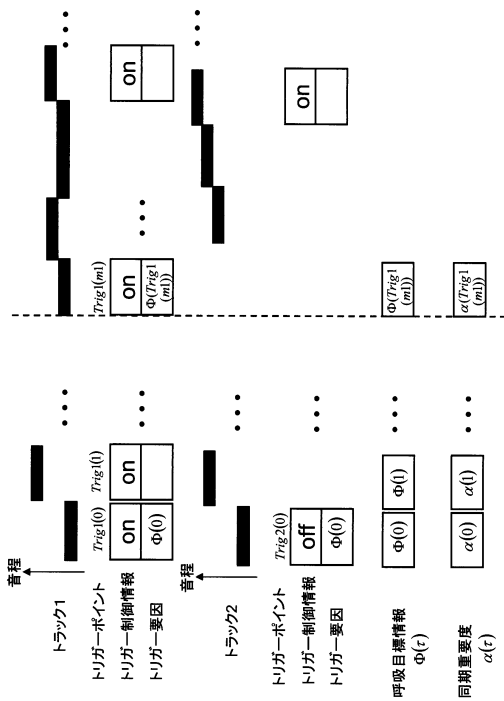 音程
トラック1
トリガーポイント Trig1(0) Trig1(1) ••• Trig1(m1)
トリガー制御情報 on on on on
トリガー要因 Φ(0) ••• Φ(Trig1(m1)) •••
音程
トラック2 ••• •••
トリガーポイント Trig2(0)
トリガー制御情報 off on
トリガー要因 Φ(0) •••
呼吸目標情報 Φ(τ) Φ(0) Φ(1) ••• Φ(Trig1(m1))
同期重要度 α(τ) α(0) α(1) ••• α(Trig1(m1))